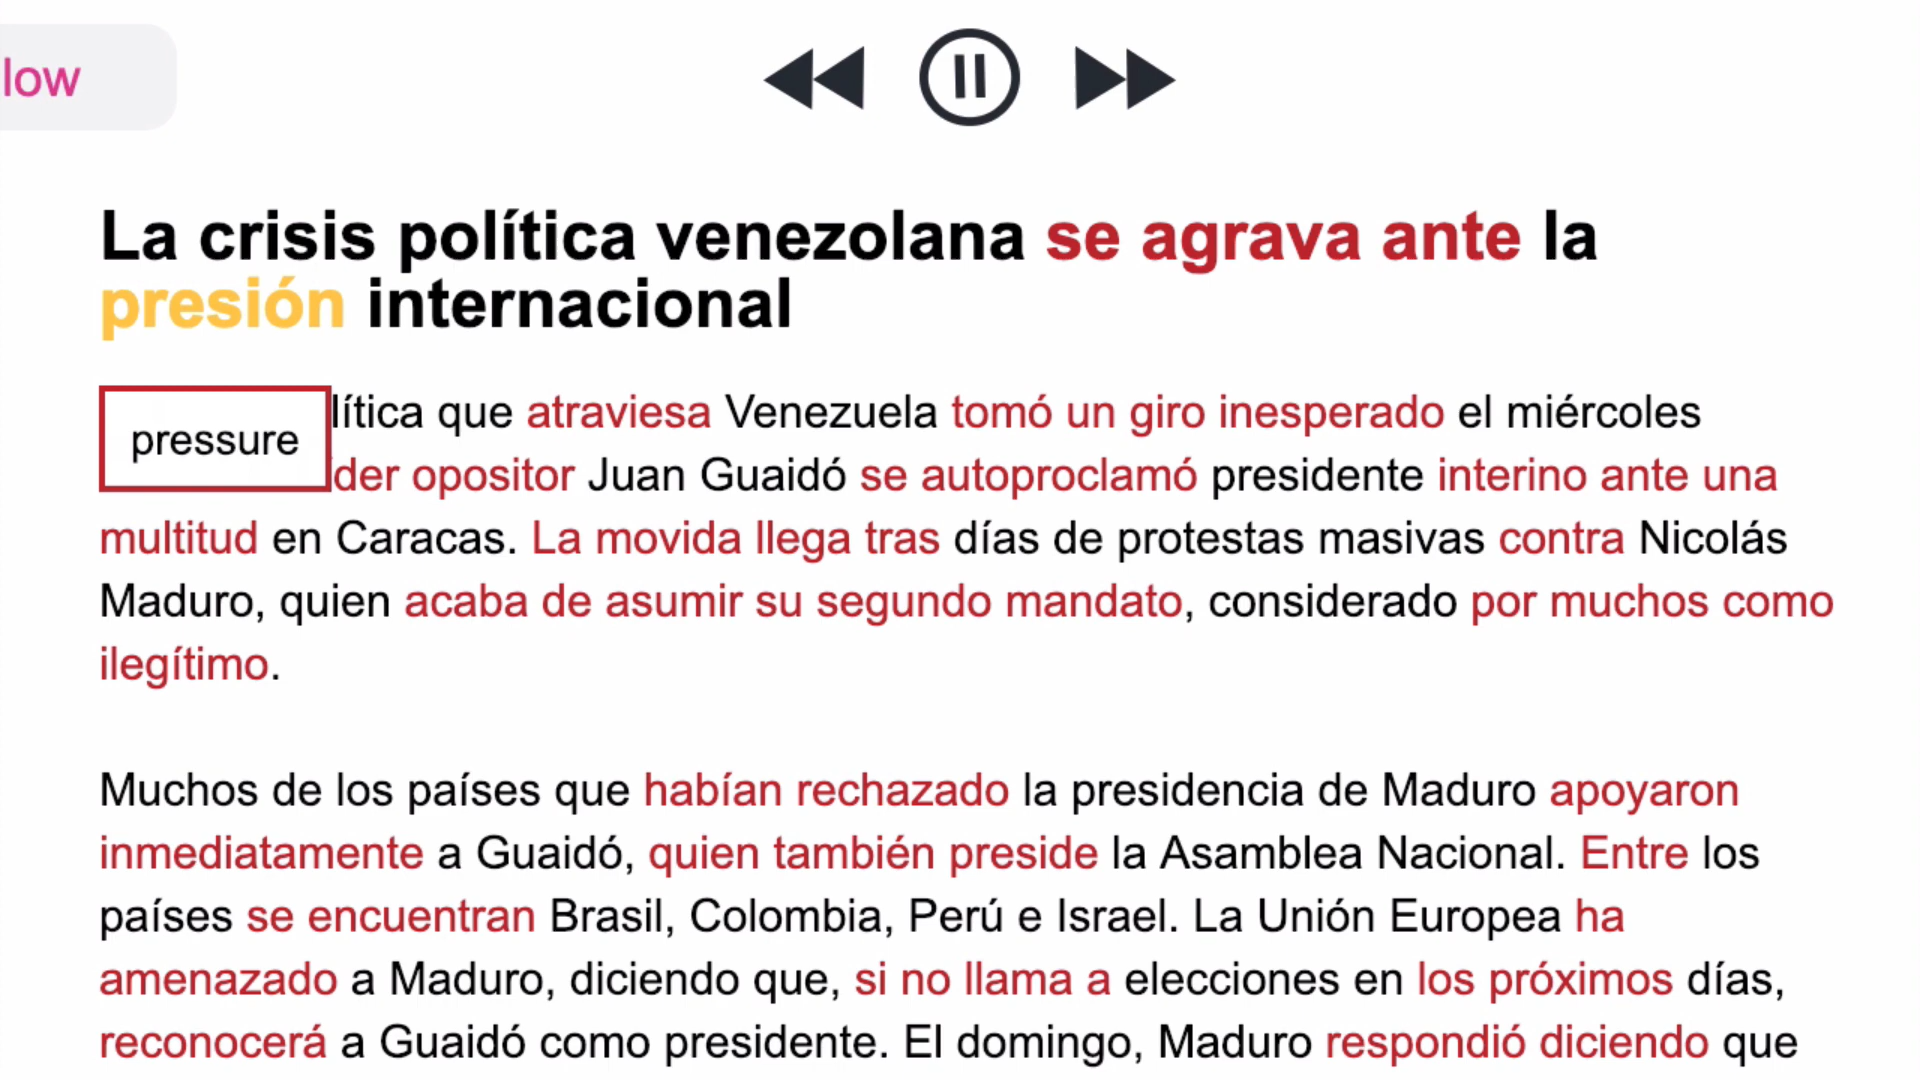 low
La crisis política venezolana se agrava ante la
presión internacional
pressure
lítica que atraviesa Venezuela tomó un giro inesperado el miércoles
der opositor Juan Guaidó se autoproclamó presidente interino ante una
multitud en Caracas. La movida llega tras días de protestas masivas contra Nicolás
Maduro, quien acaba de asumir su segundo mandato, considerado por muchos como
ilegítimo.
Muchos de los países que habían rechazado la presidencia de Maduro apoyaron
inmediatamente a Guaidó, quien también preside la Asamblea Nacional. Entre los
países se encuentran Brasil, Colombia, Perú e Israel. La Unión Europea ha
amenazado a Maduro, diciendo que, si no llama a elecciones en los próximos días,
reconocerá a Guaidó como presidente. El domingo, Maduro respondió diciendo que